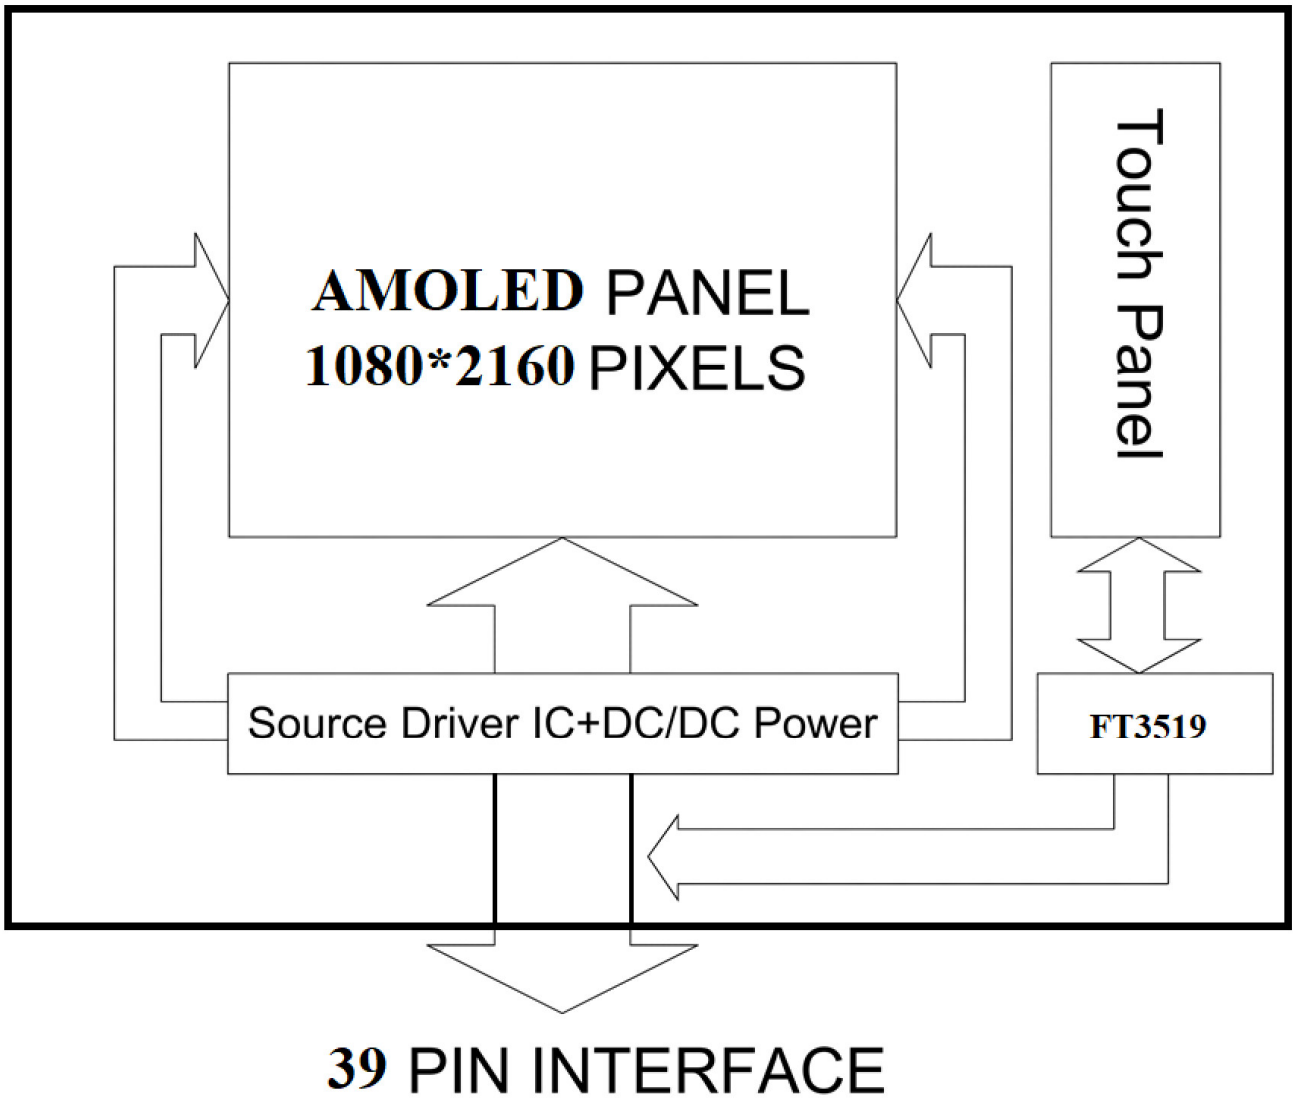 AMOLED PANEL
1080*2160 PIXELS
Touch Panel
Source Driver IC+DC/DC Power
FT3519
39 PIN INTERFACE